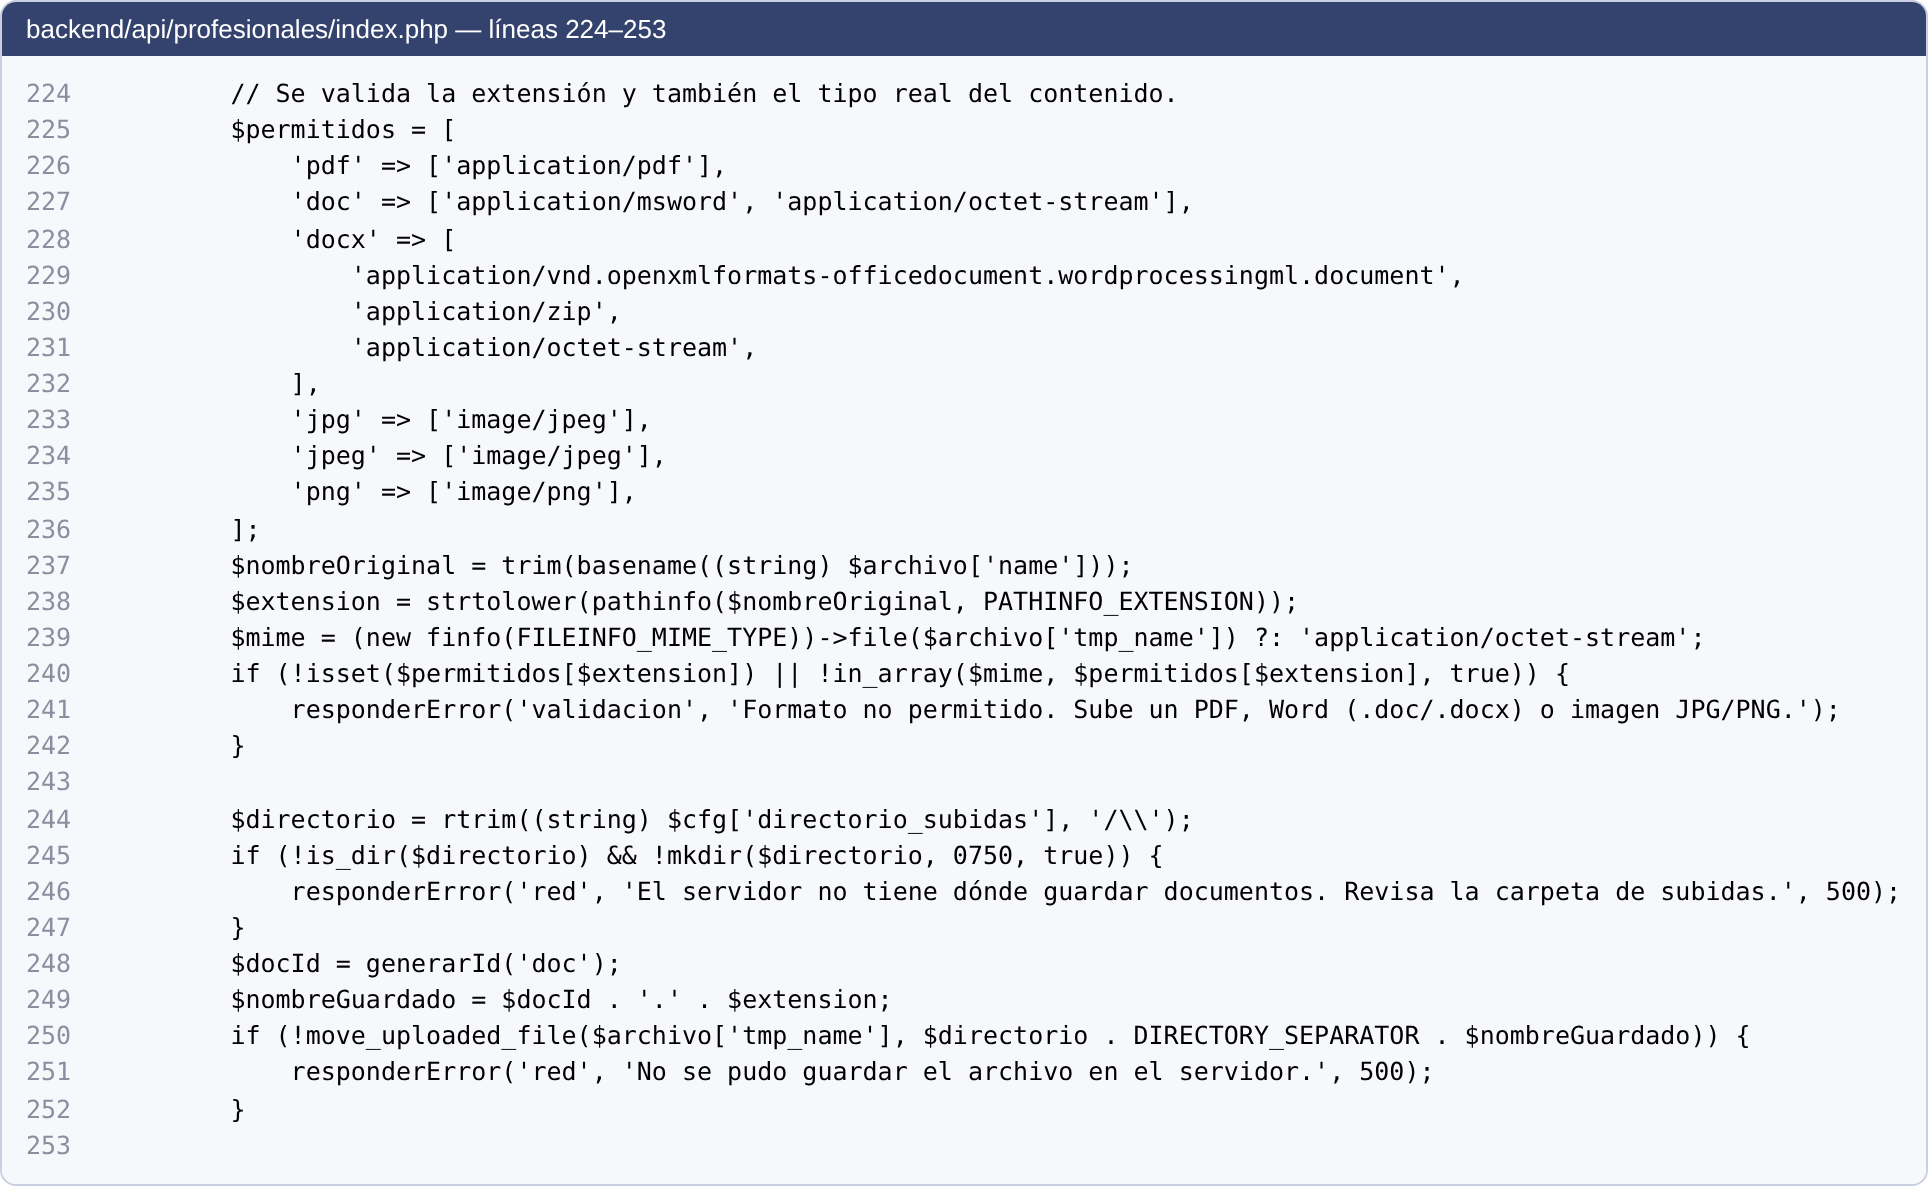 backend/api/profesionales/index.php — líneas 224–253
224 // Se valida la extensión y también el tipo real del contenido.
225 $permitidos = [
226 'pdf' => ['application/pdf'],
227 'doc' => ['application/msword', 'application/octet-stream'],
228 'docx' => [
229 'application/vnd.openxmlformats-officedocument.wordprocessingml.document',
230 'application/zip',
231 'application/octet-stream',
232 ],
233 'jpg' => ['image/jpeg'],
234 'jpeg' => ['image/jpeg'],
235 'png' => ['image/png'],
236 ];
237 $nombreOriginal = trim(basename((string) $archivo['name']));
238 $extension = strtolower(pathinfo($nombreOriginal, PATHINFO_EXTENSION));
239 $mime = (new finfo(FILEINFO_MIME_TYPE))->file($archivo['tmp_name']) ?: 'application/octet-stream';
240 if (!isset($permitidos[$extension]) || !in_array($mime, $permitidos[$extension], true)) {
241 responderError('validacion', 'Formato no permitido. Sube un PDF, Word (.doc/.docx) o imagen JPG/PNG.');
242 }
243
244 $directorio = rtrim((string) $cfg['directorio_subidas'], '/\\');
245 if (!is_dir($directorio) && !mkdir($directorio, 0750, true)) {
246 responderError('red', 'El servidor no tiene dónde guardar documentos. Revisa la carpeta de subidas.', 500);
247 }
248 $docId = generarId('doc');
249 $nombreGuardado = $docId . '.' . $extension;
250 if (!move_uploaded_file($archivo['tmp_name'], $directorio . DIRECTORY_SEPARATOR . $nombreGuardado)) {
251 responderError('red', 'No se pudo guardar el archivo en el servidor.', 500);
252 }
253